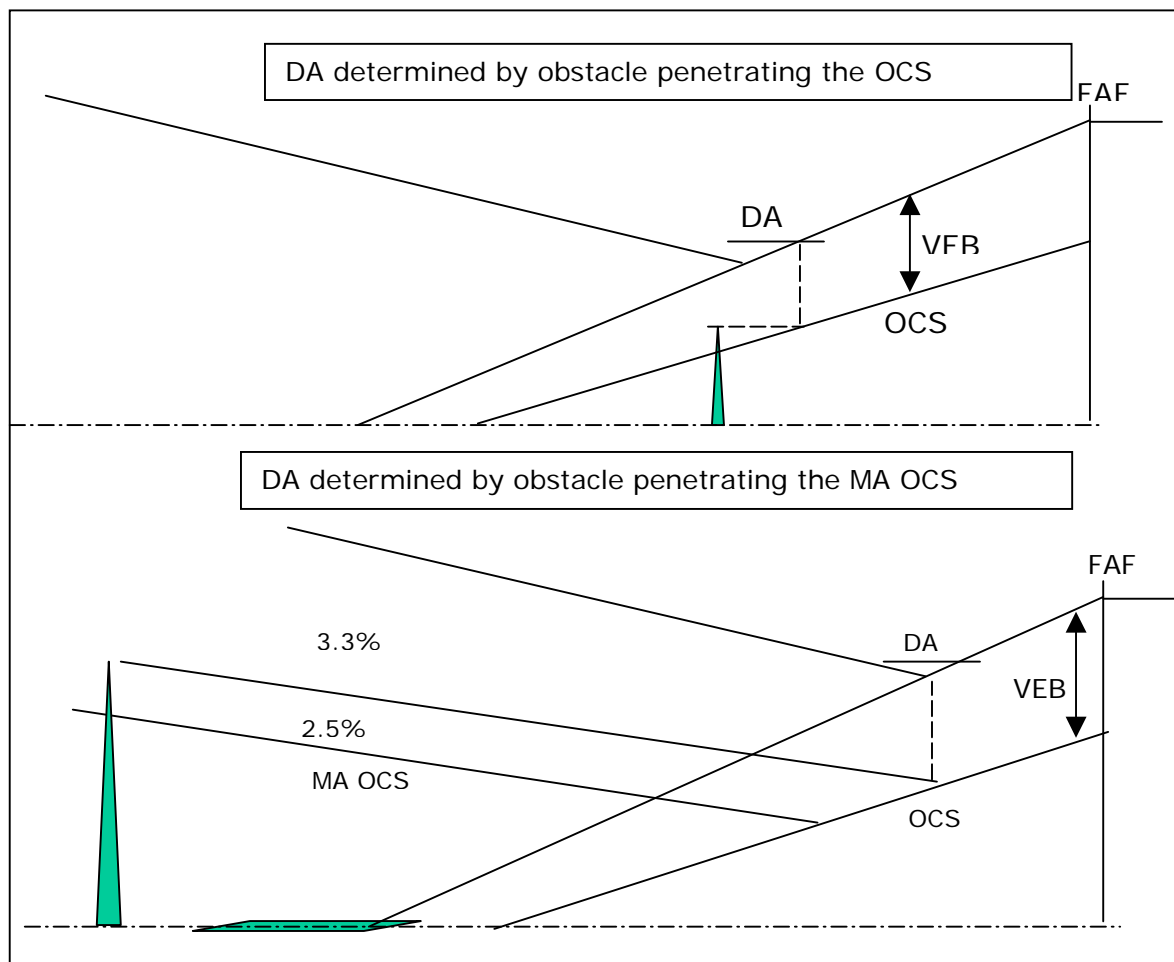 DA determined by obstacle penetrating the OCS
FAF
DA
VEB
OCS
DA determined by obstacle penetrating the MA OCS
FAF
3.3%
DA
VEB
2.5%
MA OCS
OCS